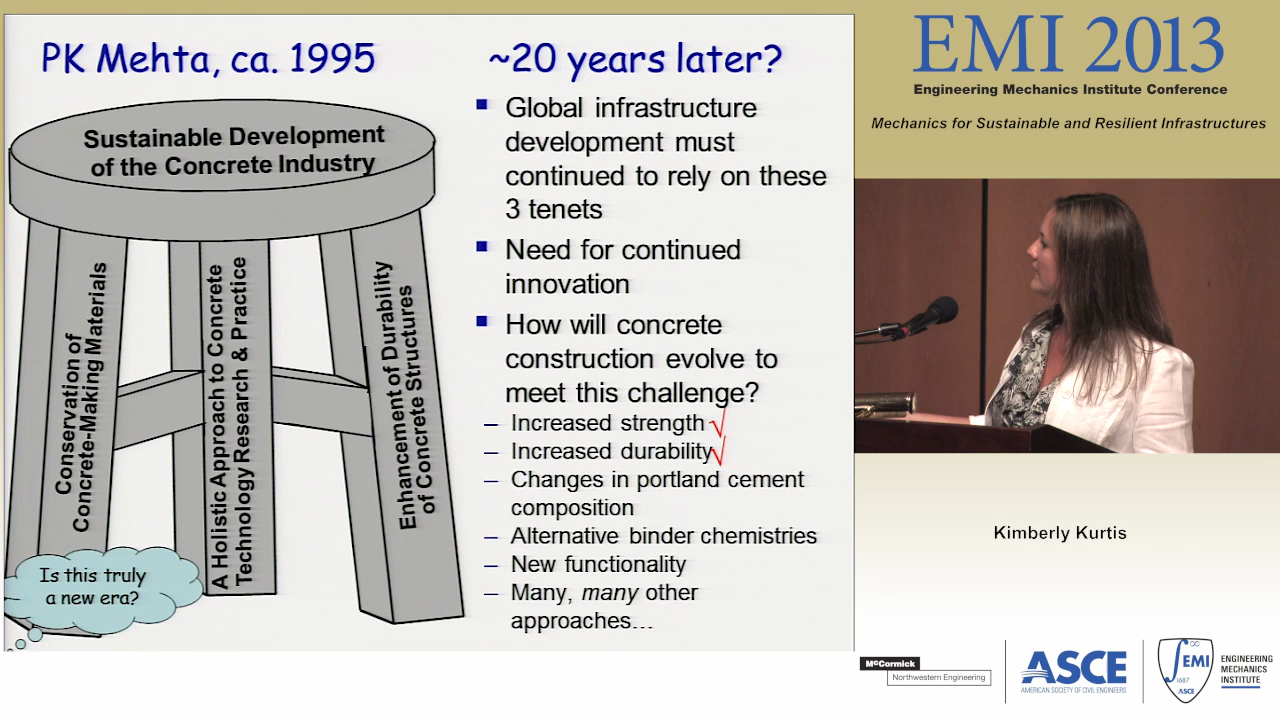 PK Mehta, ca. 1995
Sustainable Development
of the Concrete Industry
Conservation of
Concrete-Making Materials
A Holistic Approach to Concrete
Technology Research & Practice
Enhancement of Durability
of Concrete Structures
Is this truly
a new era?
~20 years later?
Global infrastructure
development must
continued to rely on these
3 tenets
Need for continued
innovation
How will concrete
construction evolve to
meet this challenge?
– Increased strength √
– Increased durability √
– Changes in portland cement
composition
– Alternative binder chemistries
– New functionality
– Many, many other
approaches…
EMI 2013
Engineering Mechanics Institute Conference
Mechanics for Sustainable and Resilient Infrastructures
Kimberly Kurtis
McCormick
Northwestern Engineering
ASCE
AMERICAN SOCIETY OF CIVIL ENGINEERS
∫EMI
∞
1687
ASCE
ENGINEERING
MECHANICS
INSTITUTE